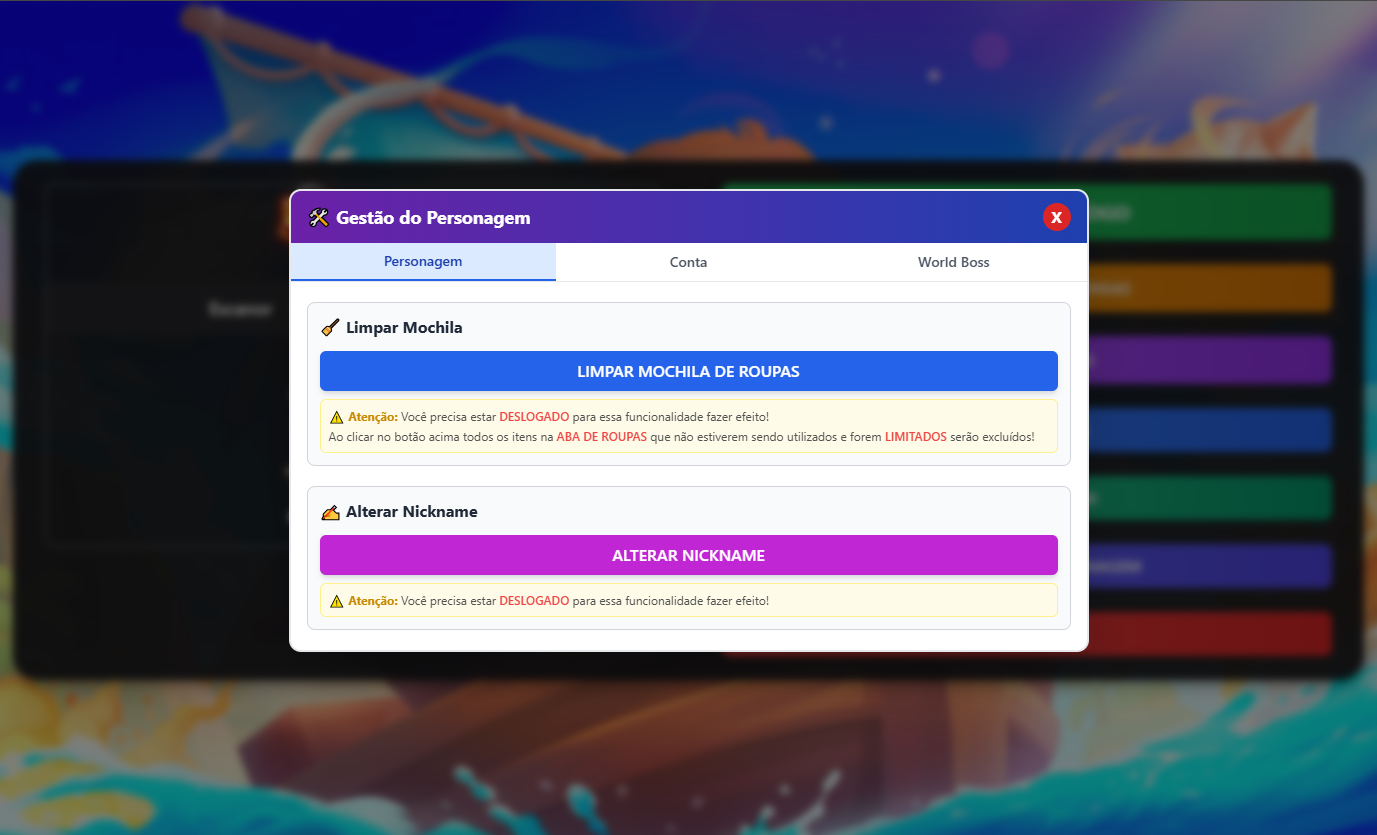 Gestão do Personagem
X
Personagem
Conta
World Boss
Limpar Mochila
LIMPAR MOCHILA DE ROUPAS
Atenção: Você precisa estar DESLOGADO para essa funcionalidade fazer efeito!
Ao clicar no botão acima todos os itens na ABA DE ROUPAS que não estiverem sendo utilizados e forem LIMITADOS serão excluídos!
Alterar Nickname
ALTERAR NICKNAME
Atenção: Você precisa estar DESLOGADO para essa funcionalidade fazer efeito!